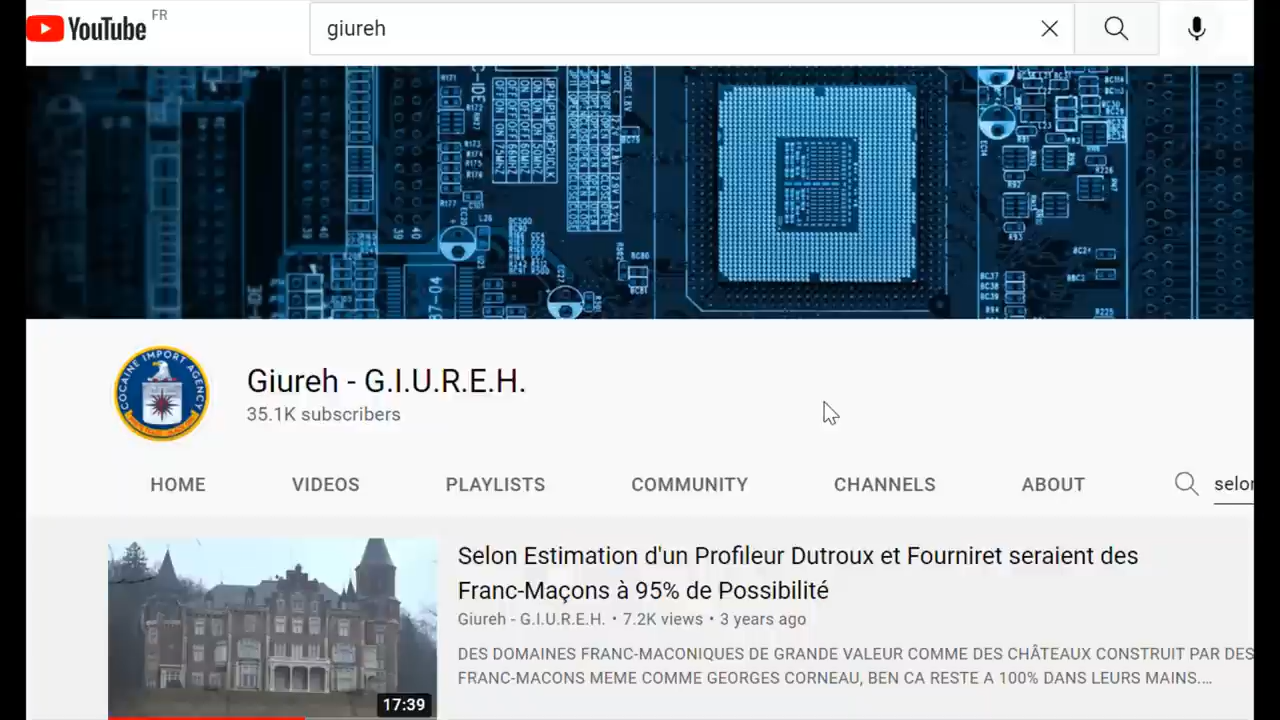 YouTube FR
giureh
COCAINE IMPORT AGENCY
Giureh - G.I.U.R.E.H.
35.1K subscribers
HOME VIDEOS PLAYLISTS COMMUNITY CHANNELS ABOUT selon
Selon Estimation d'un Profileur Dutroux et Fourniret seraient des
Franc-Maçons à 95% de Possibilité
Giureh - G.I.U.R.E.H. • 7.2K views • 3 years ago
DES DOMAINES FRANC-MACONIQUES DE GRANDE VALEUR COMME DES CHÂTEAUX CONSTRUIT PAR DES
FRANC-MACONS MEME COMME GEORGES CORNEAU, BEN CA RESTE A 100% DANS LEURS MAINS....
17:39